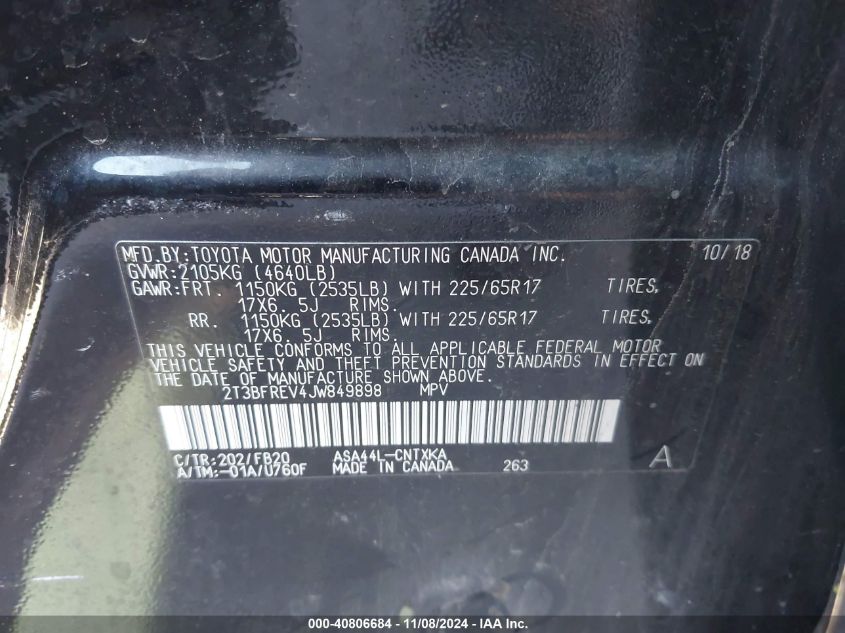 MFD.BY:TOYOTA MOTOR MANUFACTURING CANADA INC. 10/18
GVWR:2105KG (4640LB)
GAWR:FRT. 1150KG (2535LB) WITH 225/65R17 TIRES,
17X6. 5J RIMS.
RR. 1150KG (2535LB) WITH 225/65R17 TIRES,
17X6. 5J RIMS.
THIS VEHICLE CONFORMS TO ALL APPLICABLE FEDERAL MOTOR
VEHICLE SAFETY AND THEFT PREVENTION STANDARDS IN EFFECT ON
THE DATE OF MANUFACTURE SHOWN ABOVE.
2T3BFREV4JW849898 MPV
C/TR:202/FB20 ASA44L-CNTXKA
A/TM:-01A/U760F MADE IN CANADA 263 A
000-40806684 - 11/08/2024 - IAA Inc.